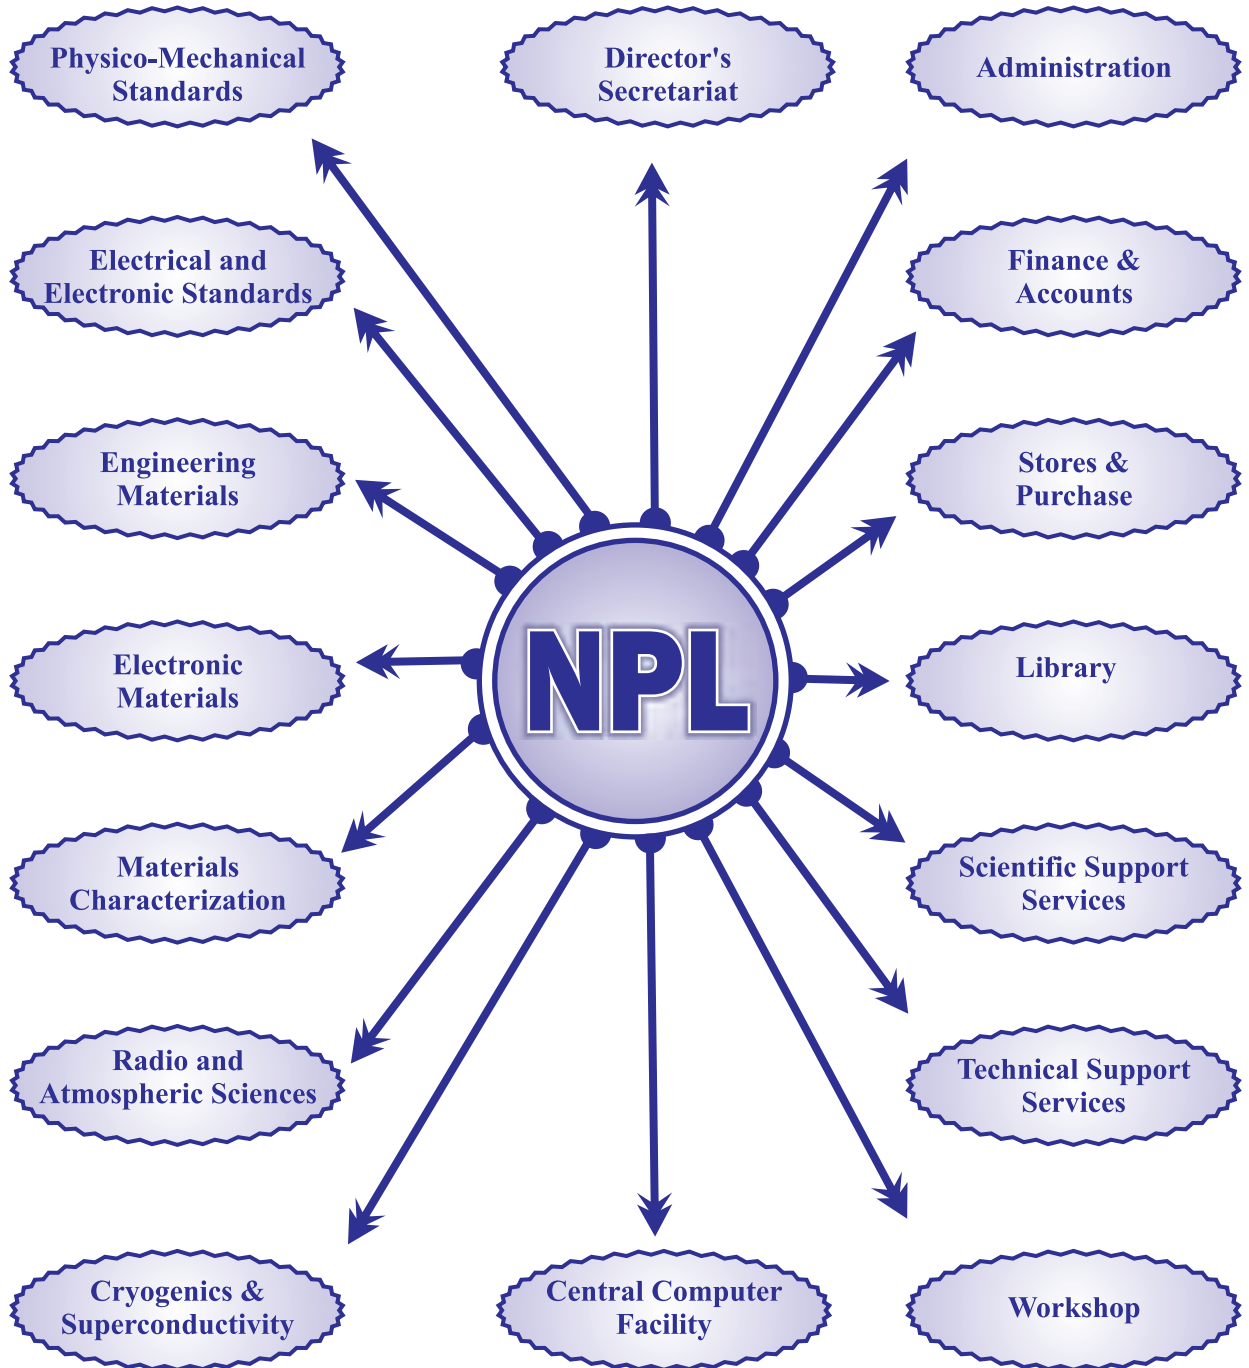 Physico-Mechanical
Standards
Director's
Secretariat
Administration
Electrical and
Electronic Standards
Finance &
Accounts
Engineering
Materials
Stores &
Purchase
NPL
Electronic
Materials
Library
Materials
Characterization
Scientific Support
Services
Radio and
Atmospheric Sciences
Technical Support
Services
Cryogenics &
Superconductivity
Central Computer
Facility
Workshop